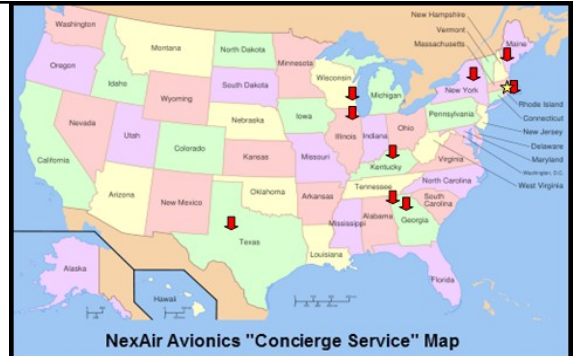 New Hampshire
Vermont
Massachusetts
Washington
Montana
North Dakota
Minnesota
Maine
Oregon
Idaho
South Dakota
Wisconsin
Michigan
New York
Wyoming
Rhode Island
Connecticut
New Jersey
Delaware
Maryland
Washington, D.C.
West Virginia
Nevada
Utah
Colorado
Nebraska
Iowa
Illinois
Indiana
Ohio
Pennsylvania
California
Kansas
Missouri
Kentucky
Virginia
Arizona
New Mexico
Oklahoma
Arkansas
Tennessee
North Carolina
South
Carolina
Texas
Louisiana
Mississippi
Alabama
Georgia
Florida
Alaska
Hawaii
NexAir Avionics "Concierge Service" Map